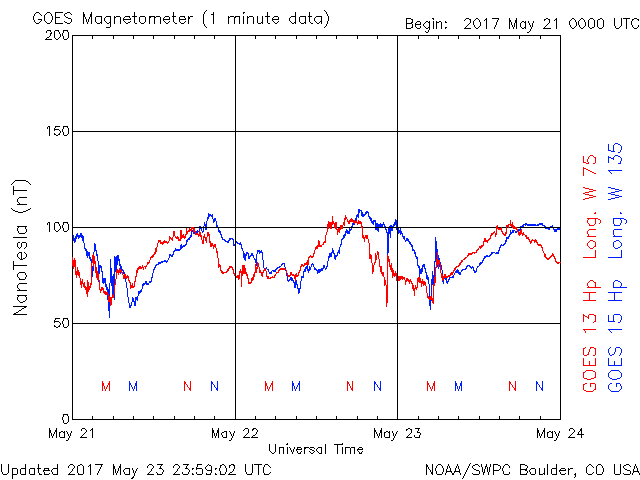 GOES Magnetometer (1 minute data)
Begin: 2017 May 21 0000 UTC
200
150
100
50
0
NanoTesla (nT)
M M N N M M N N M M N N
May 21 May 22 May 23 May 24
Universal Time
GOES 13 Hp Long. W 75
GOES 15 Hp Long. W 135
Updated 2017 May 23 23:59:02 UTC
NOAA/SWPC Boulder, CO USA